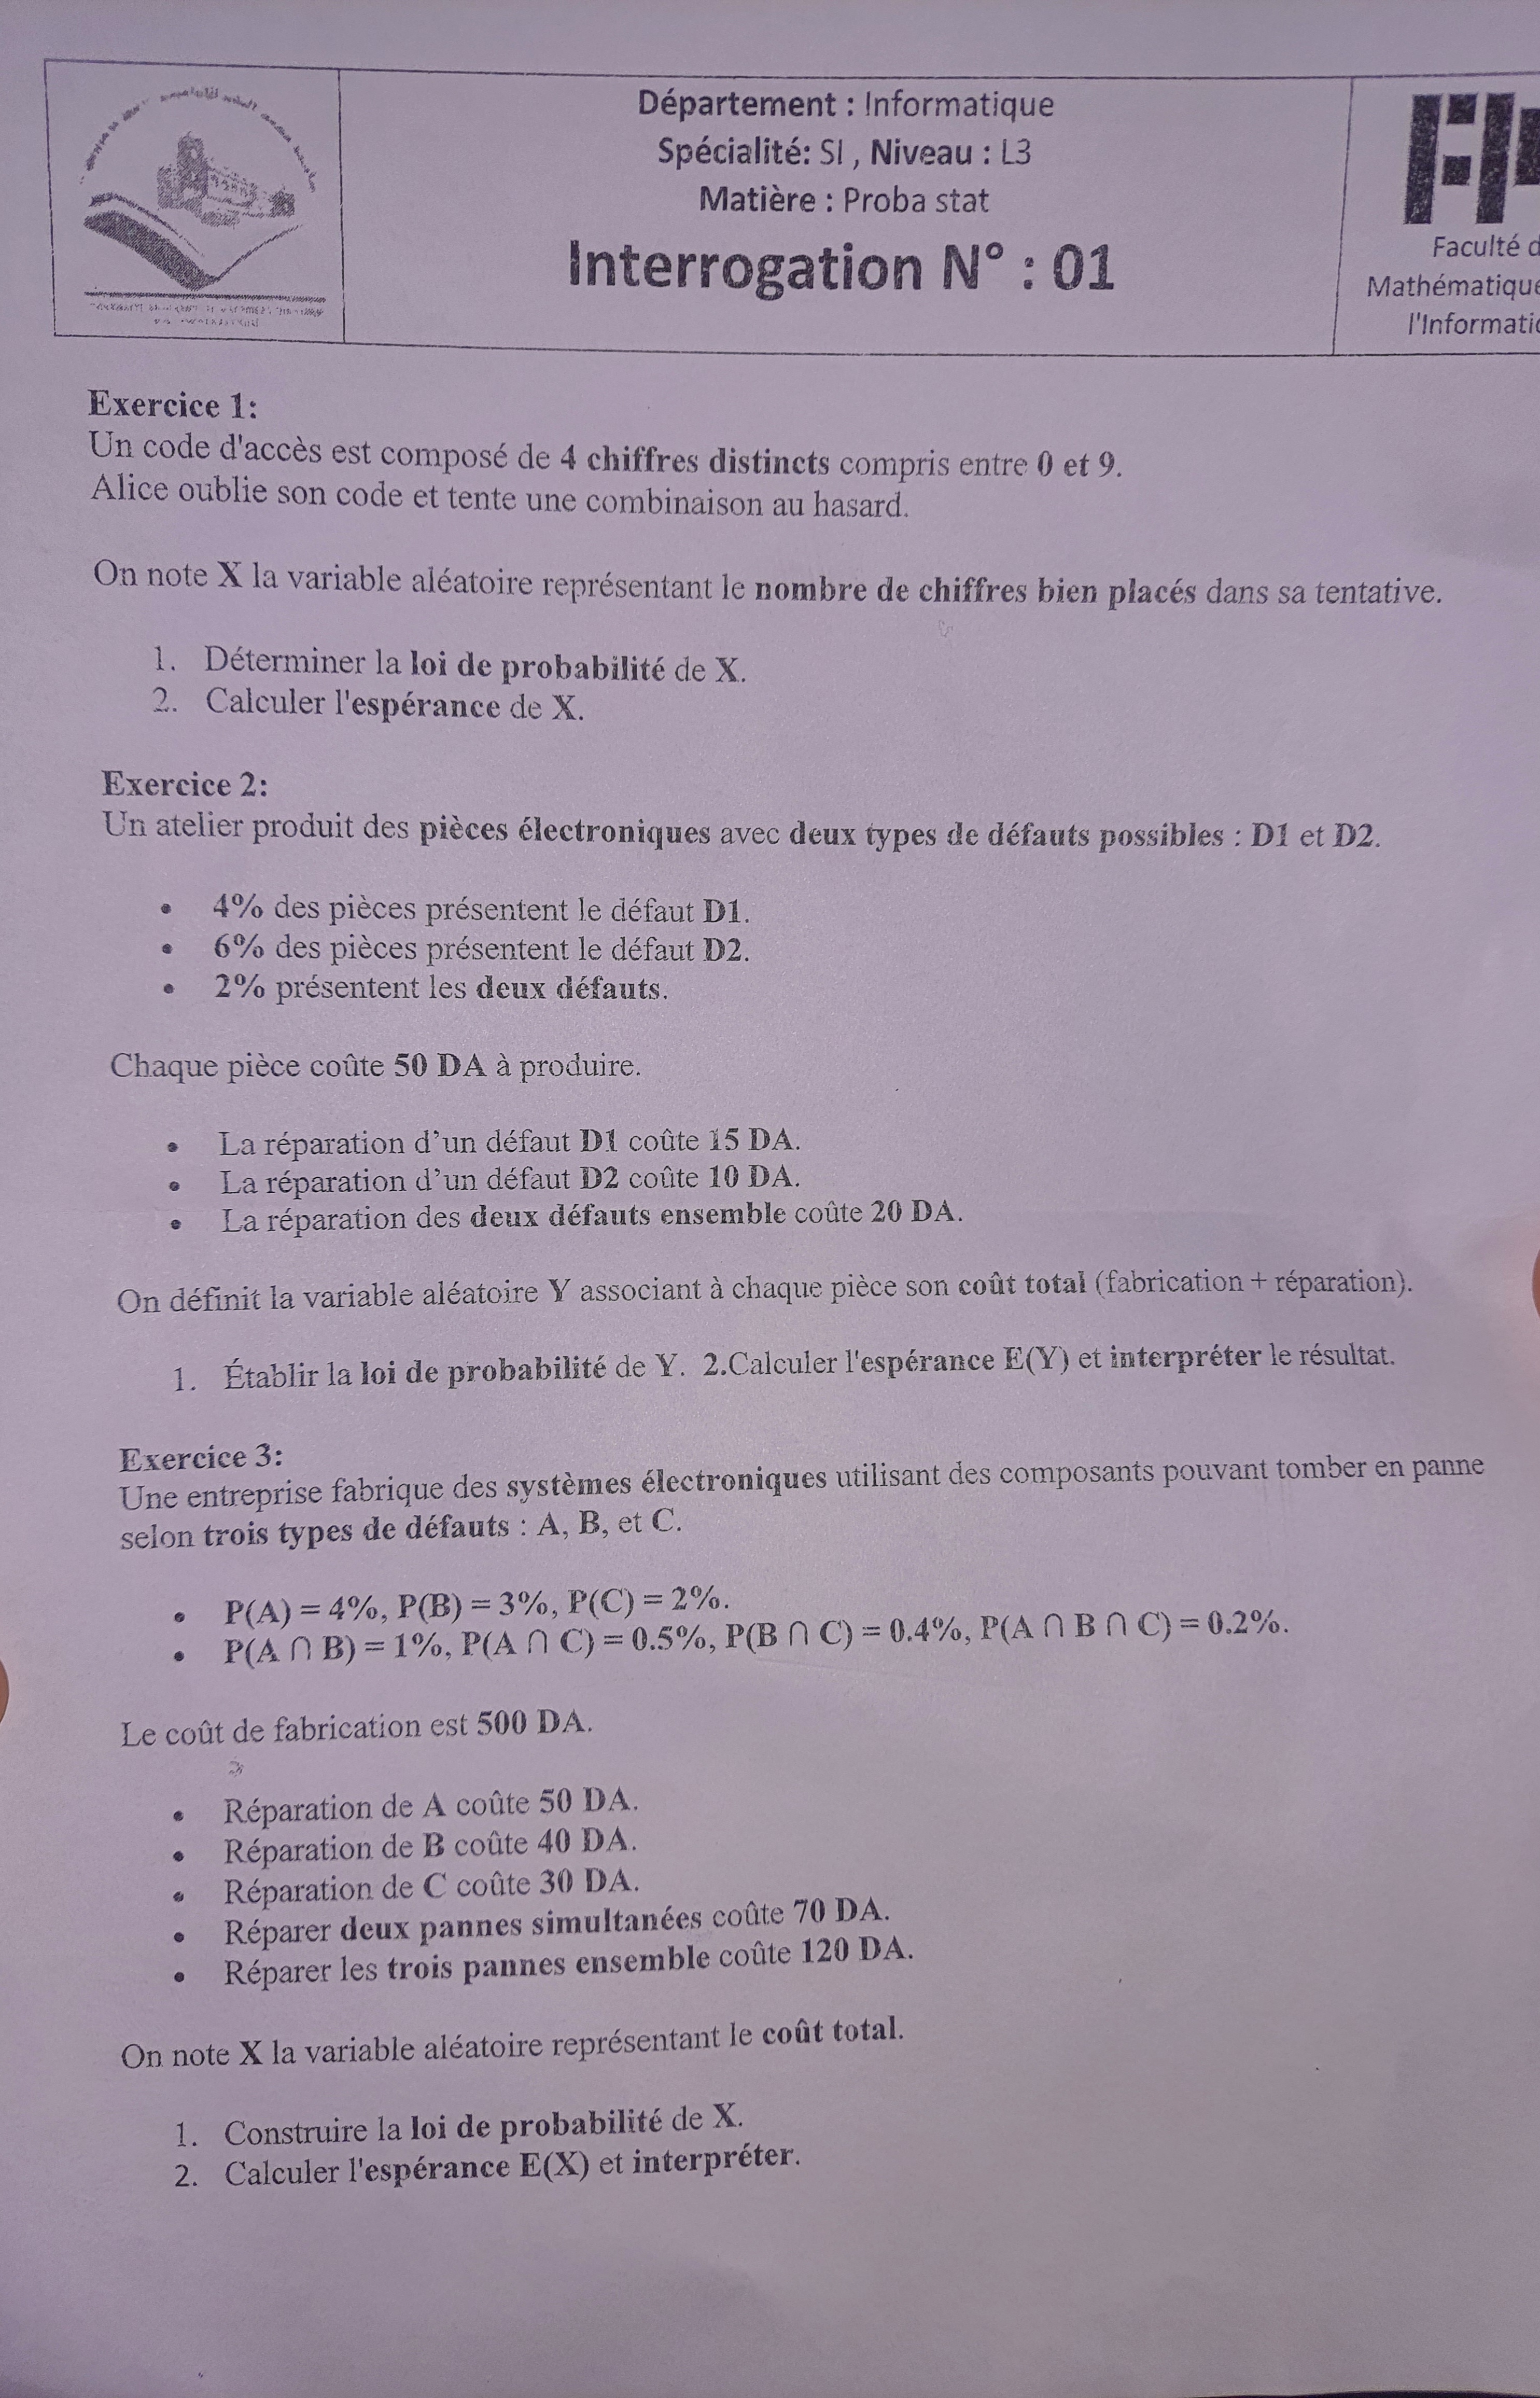 Département : Informatique
Spécialité: SI , Niveau : L3
Matière : Proba stat
Interrogation N° : 01
Faculté d
Mathématique
l'Informatic
Exercice 1:
Un code d'accès est composé de 4 chiffres distincts compris entre 0 et 9.
Alice oublie son code et tente une combinaison au hasard.
On note X la variable aléatoire représentant le nombre de chiffres bien placés dans sa tentative.
1. Déterminer la loi de probabilité de X.
2. Calculer l'espérance de X.
Exercice 2:
Un atelier produit des pièces électroniques avec deux types de défauts possibles : D1 et D2.
• 4% des pièces présentent le défaut D1.
• 6% des pièces présentent le défaut D2.
• 2% présentent les deux défauts.
Chaque pièce coûte 50 DA à produire.
• La réparation d’un défaut D1 coûte 15 DA.
• La réparation d’un défaut D2 coûte 10 DA.
• La réparation des deux défauts ensemble coûte 20 DA.
On définit la variable aléatoire Y associant à chaque pièce son coût total (fabrication + réparation).
1. Établir la loi de probabilité de Y. 2.Calculer l'espérance E(Y) et interpréter le résultat.
Exercice 3:
Une entreprise fabrique des systèmes électroniques utilisant des composants pouvant tomber en panne
selon trois types de défauts : A, B, et C.
• P(A) = 4%, P(B) = 3%, P(C) = 2%.
• P(A ∩ B) = 1%, P(A ∩ C) = 0.5%, P(B ∩ C) = 0.4%, P(A ∩ B ∩ C) = 0.2%.
Le coût de fabrication est 500 DA.
• Réparation de A coûte 50 DA.
• Réparation de B coûte 40 DA.
• Réparation de C coûte 30 DA.
• Réparer deux pannes simultanées coûte 70 DA.
• Réparer les trois pannes ensemble coûte 120 DA.
On note X la variable aléatoire représentant le coût total.
1. Construire la loi de probabilité de X.
2. Calculer l'espérance E(X) et interpréter.